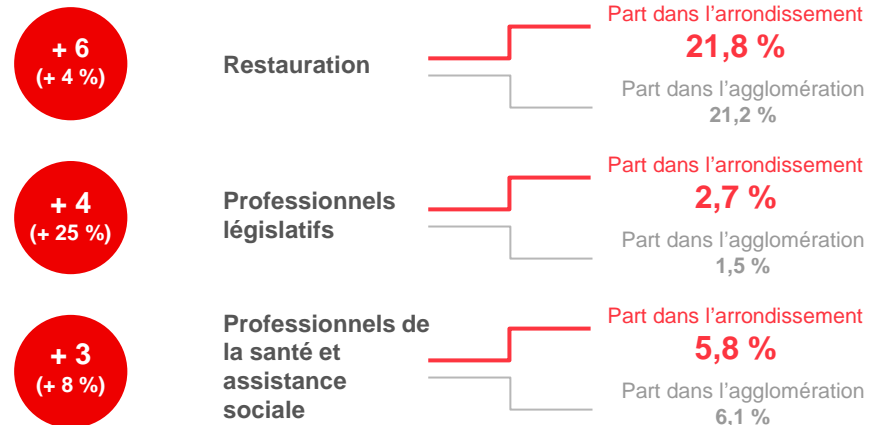 + 6
(+ 4 %)
Restauration
Part dans l’arrondissement
21,8 %
Part dans l’agglomération
21,2 %
+ 4
(+ 25 %)
Professionnels
législatifs
Part dans l’arrondissement
2,7 %
Part dans l’agglomération
1,5 %
+ 3
(+ 8 %)
Professionnels de
la santé et
assistance
sociale
Part dans l’arrondissement
5,8 %
Part dans l’agglomération
6,1 %